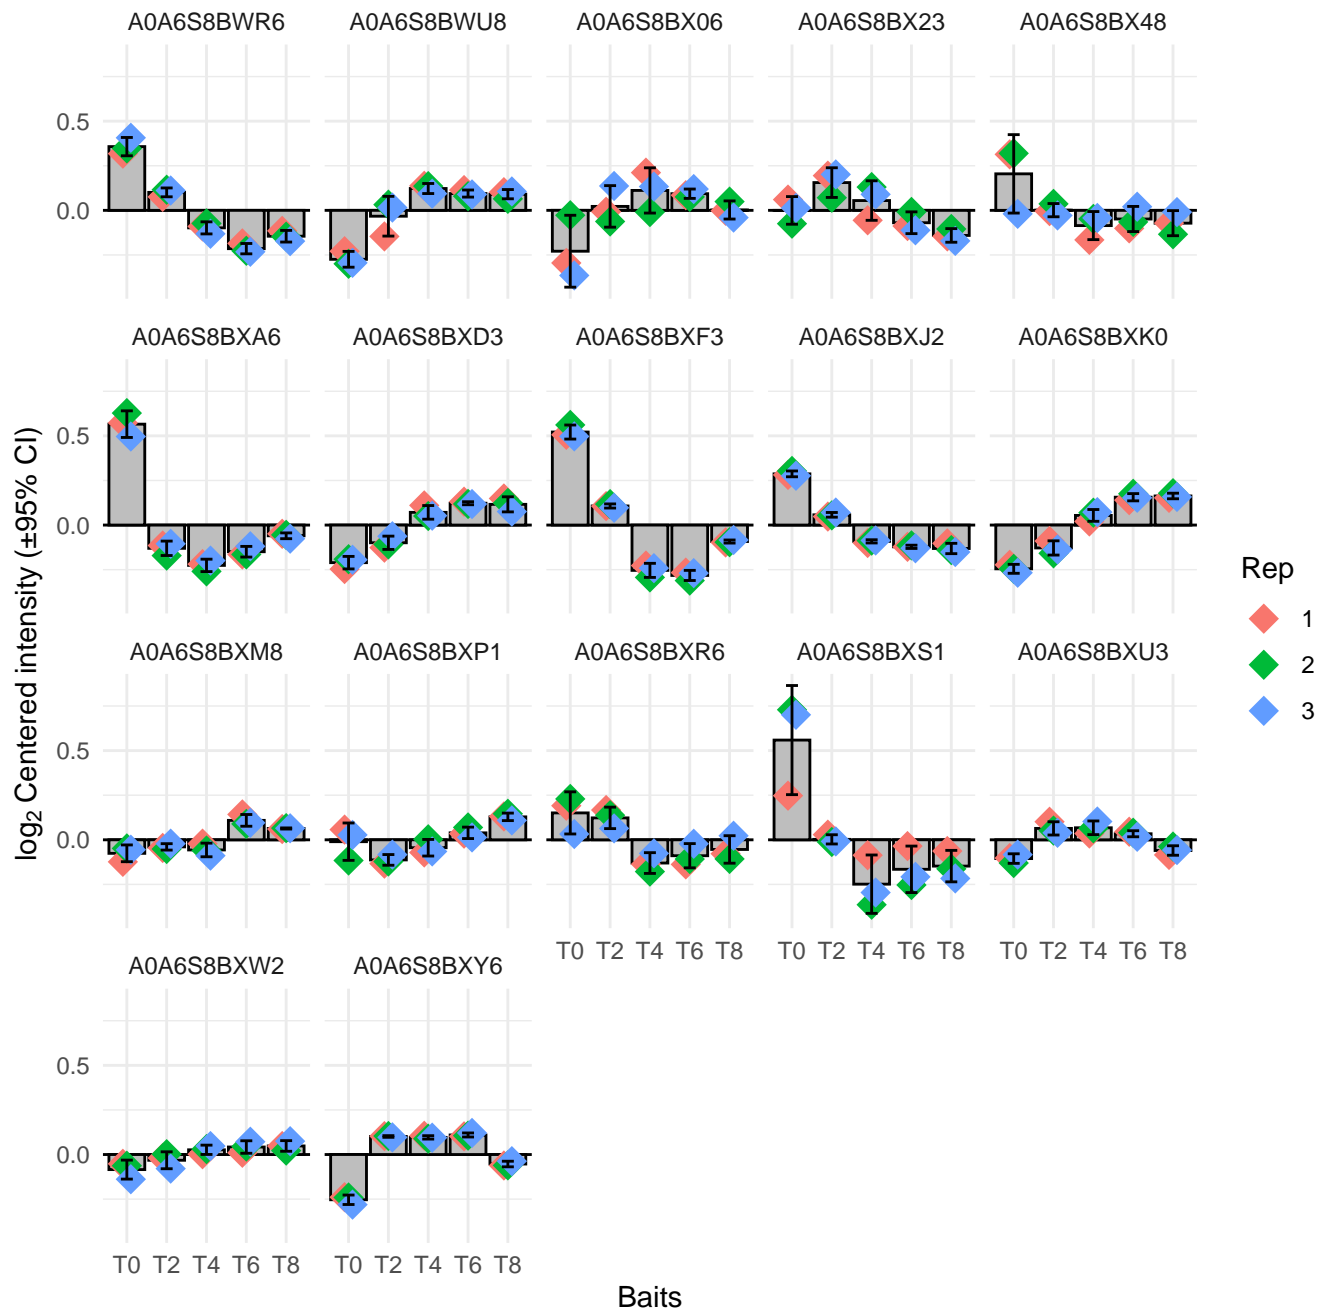 A0A6S8BWR6 A0A6S8BWU8 A0A6S8BX06 A0A6S8BX23 A0A6S8BX48
0.5
0.0
A0A6S8BXA6 A0A6S8BXD3 A0A6S8BXF3 A0A6S8BXJ2 A0A6S8BXK0
0.5
0.0
A0A6S8BXM8 A0A6S8BXP1 A0A6S8BXR6 A0A6S8BXS1 A0A6S8BXU3
0.5
0.0
T0 T2 T4 T6 T8 T0 T2 T4 T6 T8 T0 T2 T4 T6 T8
A0A6S8BXW2 A0A6S8BXY6
0.5
0.0
T0 T2 T4 T6 T8 T0 T2 T4 T6 T8
Baits
log₂ Centered intensity (±95% CI)
Rep
1
2
3